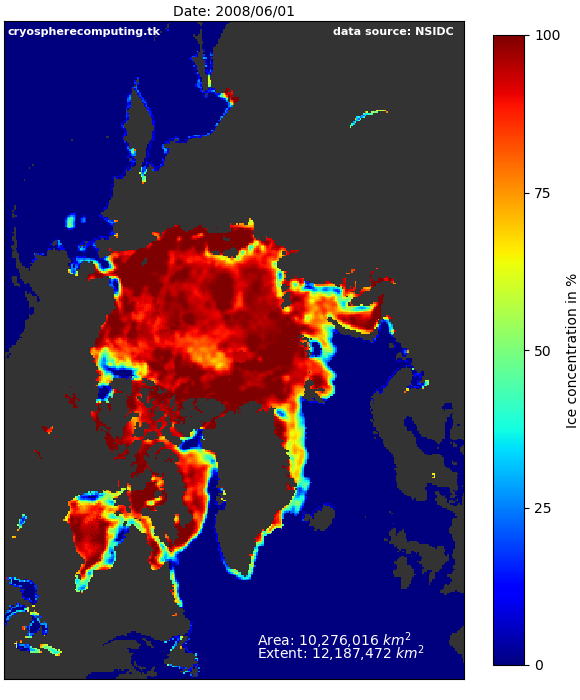 Date: 2008/06/01
cryospherecomputing.tk data source: NSIDC
100
75
50
25
0
Ice concentration in %
Area: 10,276,016 km²
Extent: 12,187,472 km²